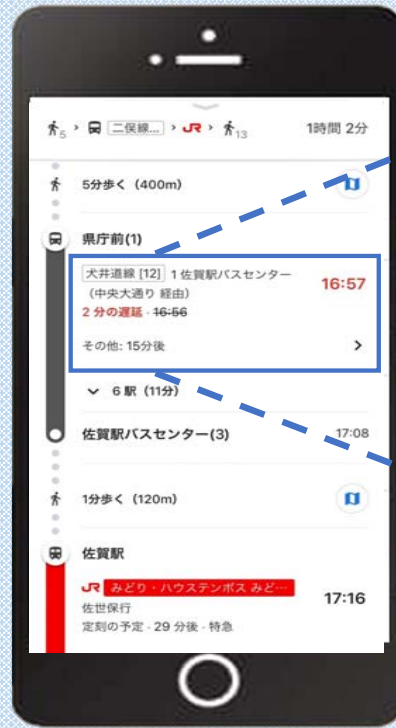 5 › 二俣線... › JR › 13 1時間 2分
5分歩く (400m)
県庁前(1)
犬井道線 [12] 1 佐賀駅バスセンター
（中央大通り 経由）
16:57
2 分の遅延 · 16:56
その他: 15分後
6 駅（11分）
佐賀駅バスセンター(3) 17:08
1分歩く (120m)
佐賀駅
JR みどり・ハウステンボス みど…
佐世保行
17:16
定刻の予定 · 29 分後 · 特急